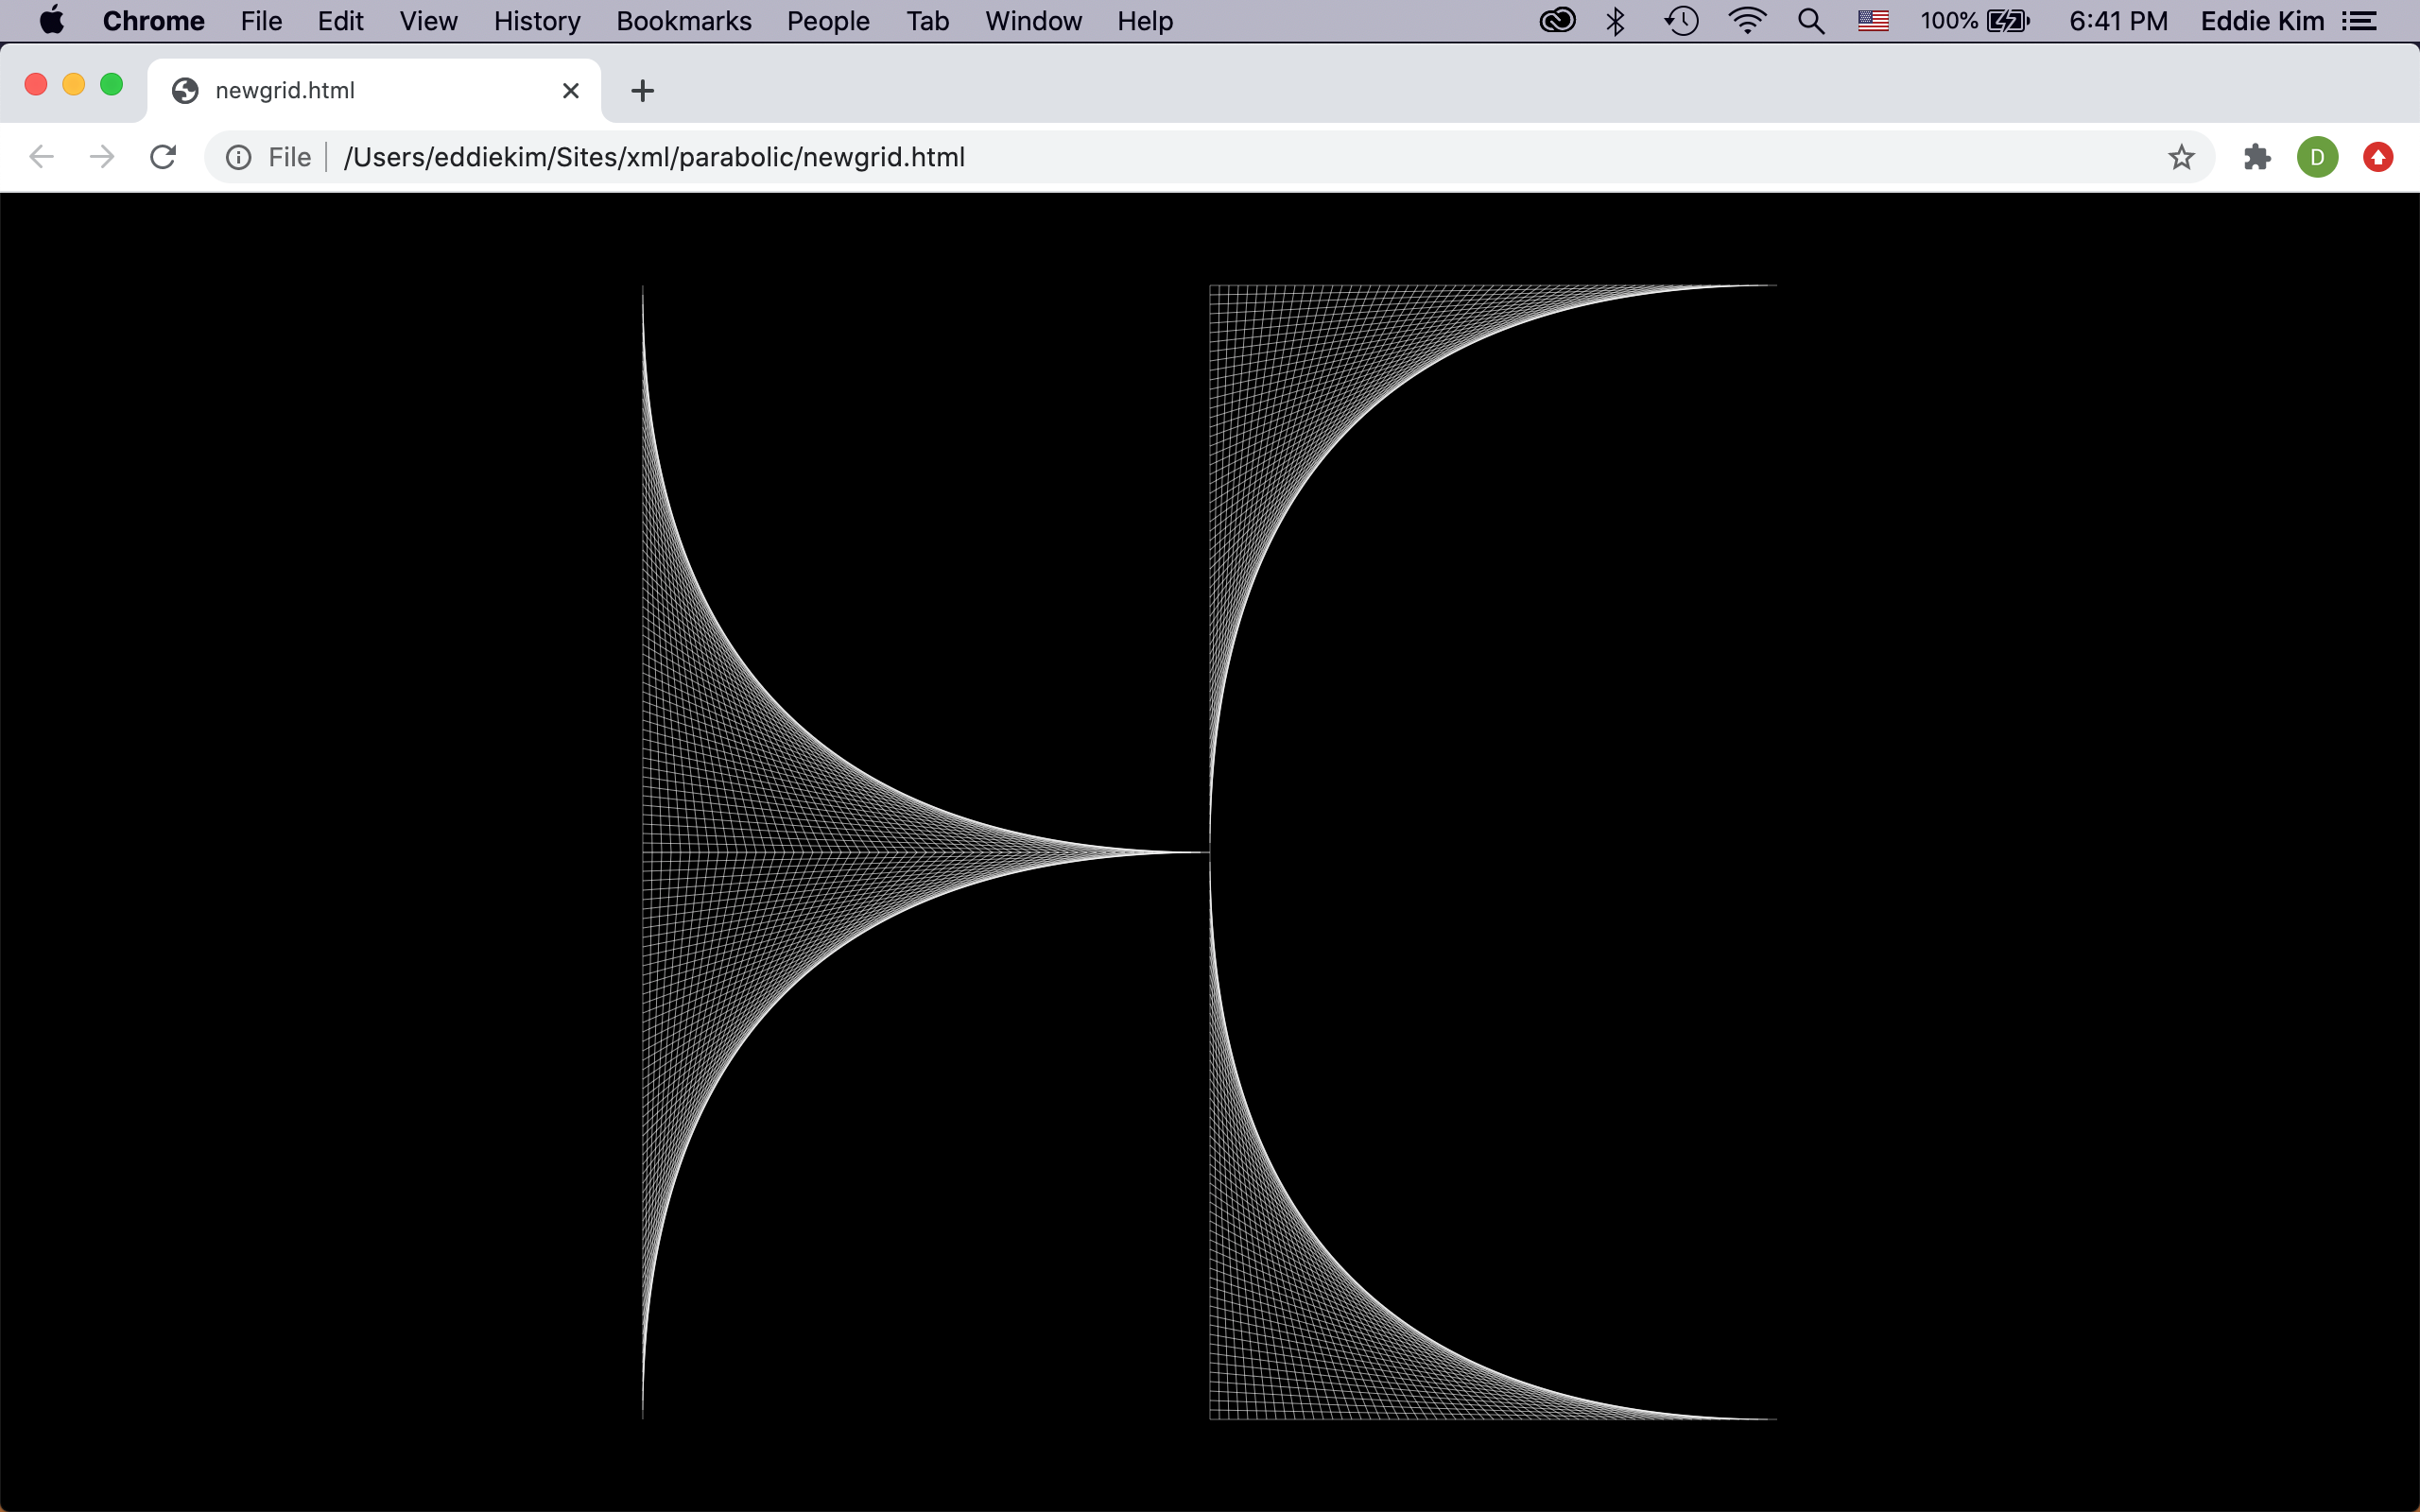 Chrome File Edit View History Bookmarks People Tab Window Help 100% 6:41 PM Eddie Kim
newgrid.html
File /Users/eddiekim/Sites/xml/parabolic/newgrid.html D